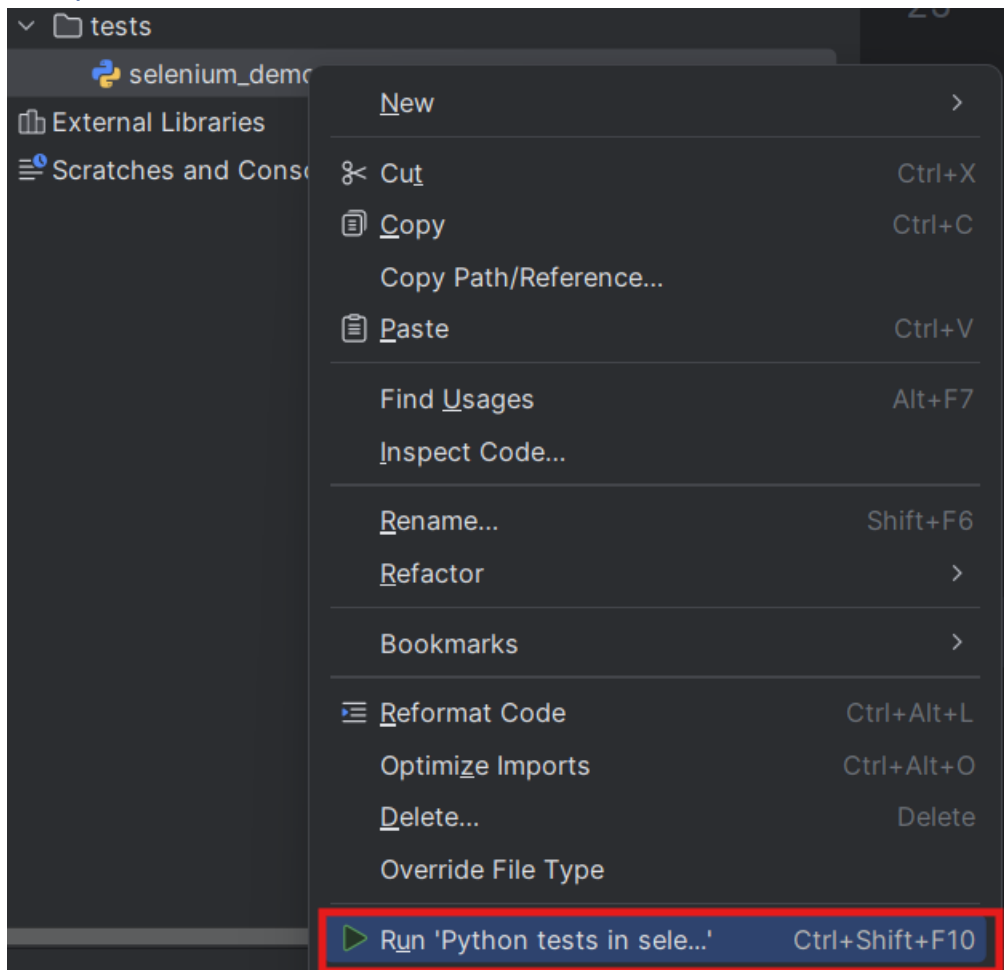 tests
selenium_demo
External Libraries
Scratches and Conso
New
Cut Ctrl+X
Copy Ctrl+C
Copy Path/Reference...
Paste Ctrl+V
Find Usages Alt+F7
Inspect Code...
Rename... Shift+F6
Refactor
Bookmarks
Reformat Code Ctrl+Alt+L
Optimize Imports Ctrl+Alt+O
Delete... Delete
Override File Type
Run 'Python tests in sele...' Ctrl+Shift+F10